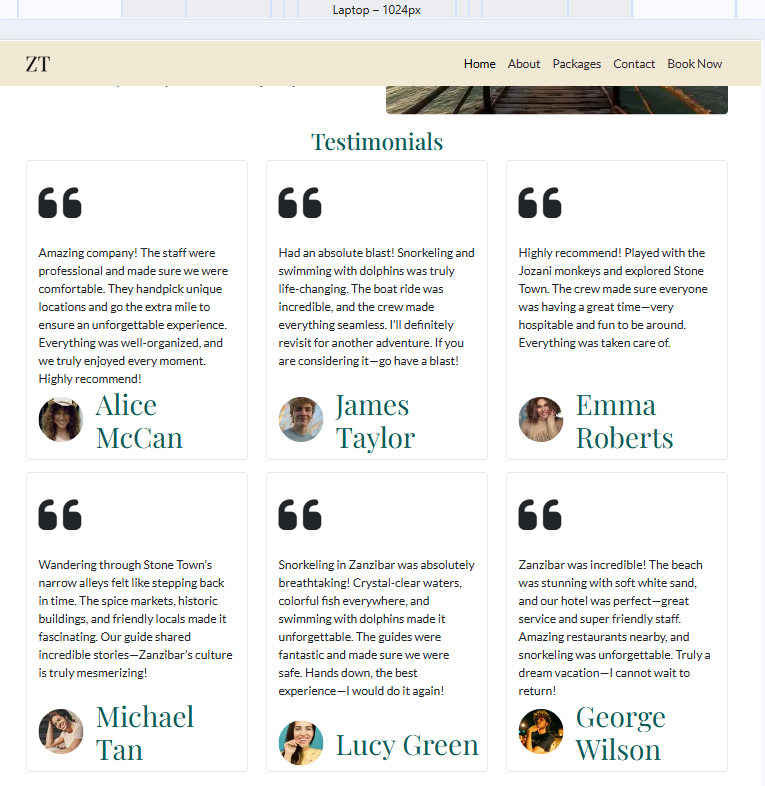 Laptop – 1024px
ZT
Home About Packages Contact Book Now
Testimonials
Amazing company! The staff were
professional and made sure we were
comfortable. They handpick unique
locations and go the extra mile to
ensure an unforgettable experience.
Everything was well-organized, and
we truly enjoyed every moment.
Highly recommend!
Alice
McCan
Had an absolute blast! Snorkeling and
swimming with dolphins was truly
life-changing. The boat ride was
incredible, and the crew made
everything seamless. I'll definitely
revisit for another adventure. If you
are considering it—go have a blast!
James
Taylor
Highly recommend! Played with the
Jozani monkeys and explored Stone
Town. The crew made sure everyone
was having a great time—very
hospitable and fun to be around.
Everything was taken care of.
Emma
Roberts
Wandering through Stone Town's
narrow alleys felt like stepping back
in time. The spice markets, historic
buildings, and friendly locals made it
fascinating. Our guide shared
incredible stories—Zanzibar's culture
is truly mesmerizing!
Michael
Tan
Snorkeling in Zanzibar was absolutely
breathtaking! Crystal-clear waters,
colorful fish everywhere, and
swimming with dolphins made it
unforgettable. The guides were
fantastic and made sure we were
safe. Hands down, the best
experience—I would do it again!
Lucy Green
Zanzibar was incredible! The beach
was stunning with soft white sand,
and our hotel was perfect—great
service and super friendly staff.
Amazing restaurants nearby, and
snorkeling was unforgettable. Truly a
dream vacation—I cannot wait to
return!
George
Wilson